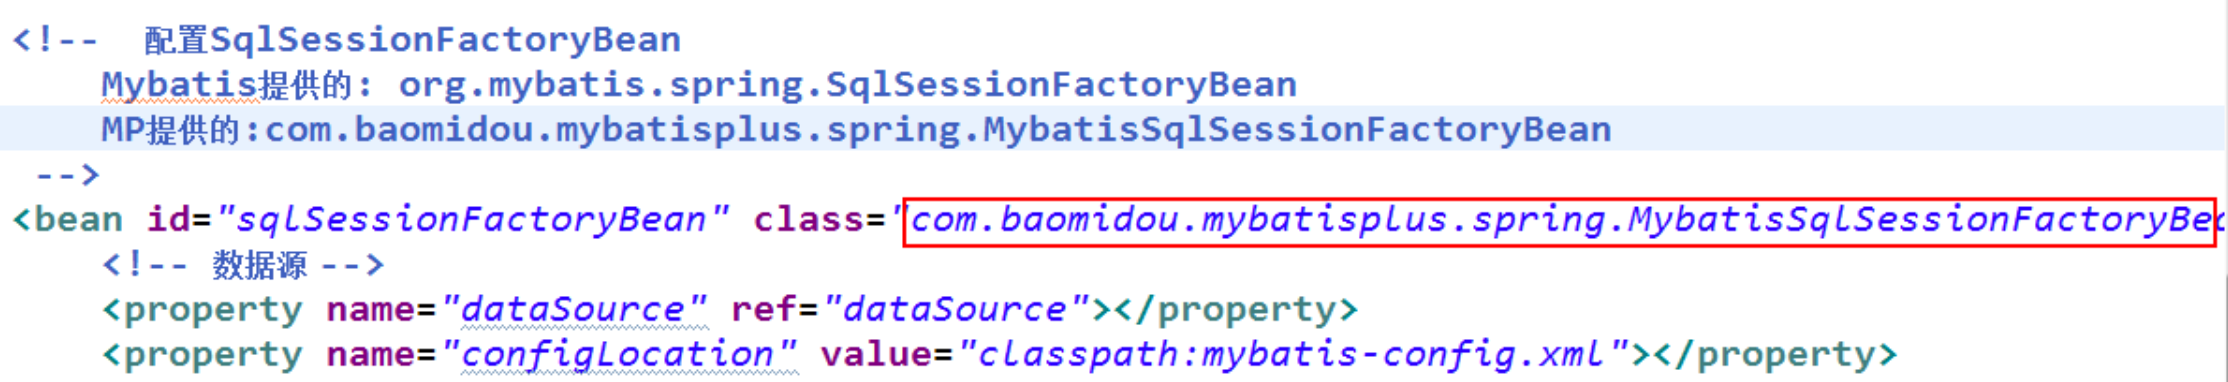 <!-- 配置SqlSessionFactoryBean
Mybatis提供的: org.mybatis.spring.SqlSessionFactoryBean
MP提供的:com.baomidou.mybatisplus.spring.MybatisSqlSessionFactoryBean
-->
<bean id="sqlSessionFactoryBean" class="com.baomidou.mybatisplus.spring.MybatisSqlSessionFactoryBe
<!-- 数据源 -->
<property name="dataSource" ref="dataSource"></property>
<property name="configLocation" value="classpath:mybatis-config.xml"></property>